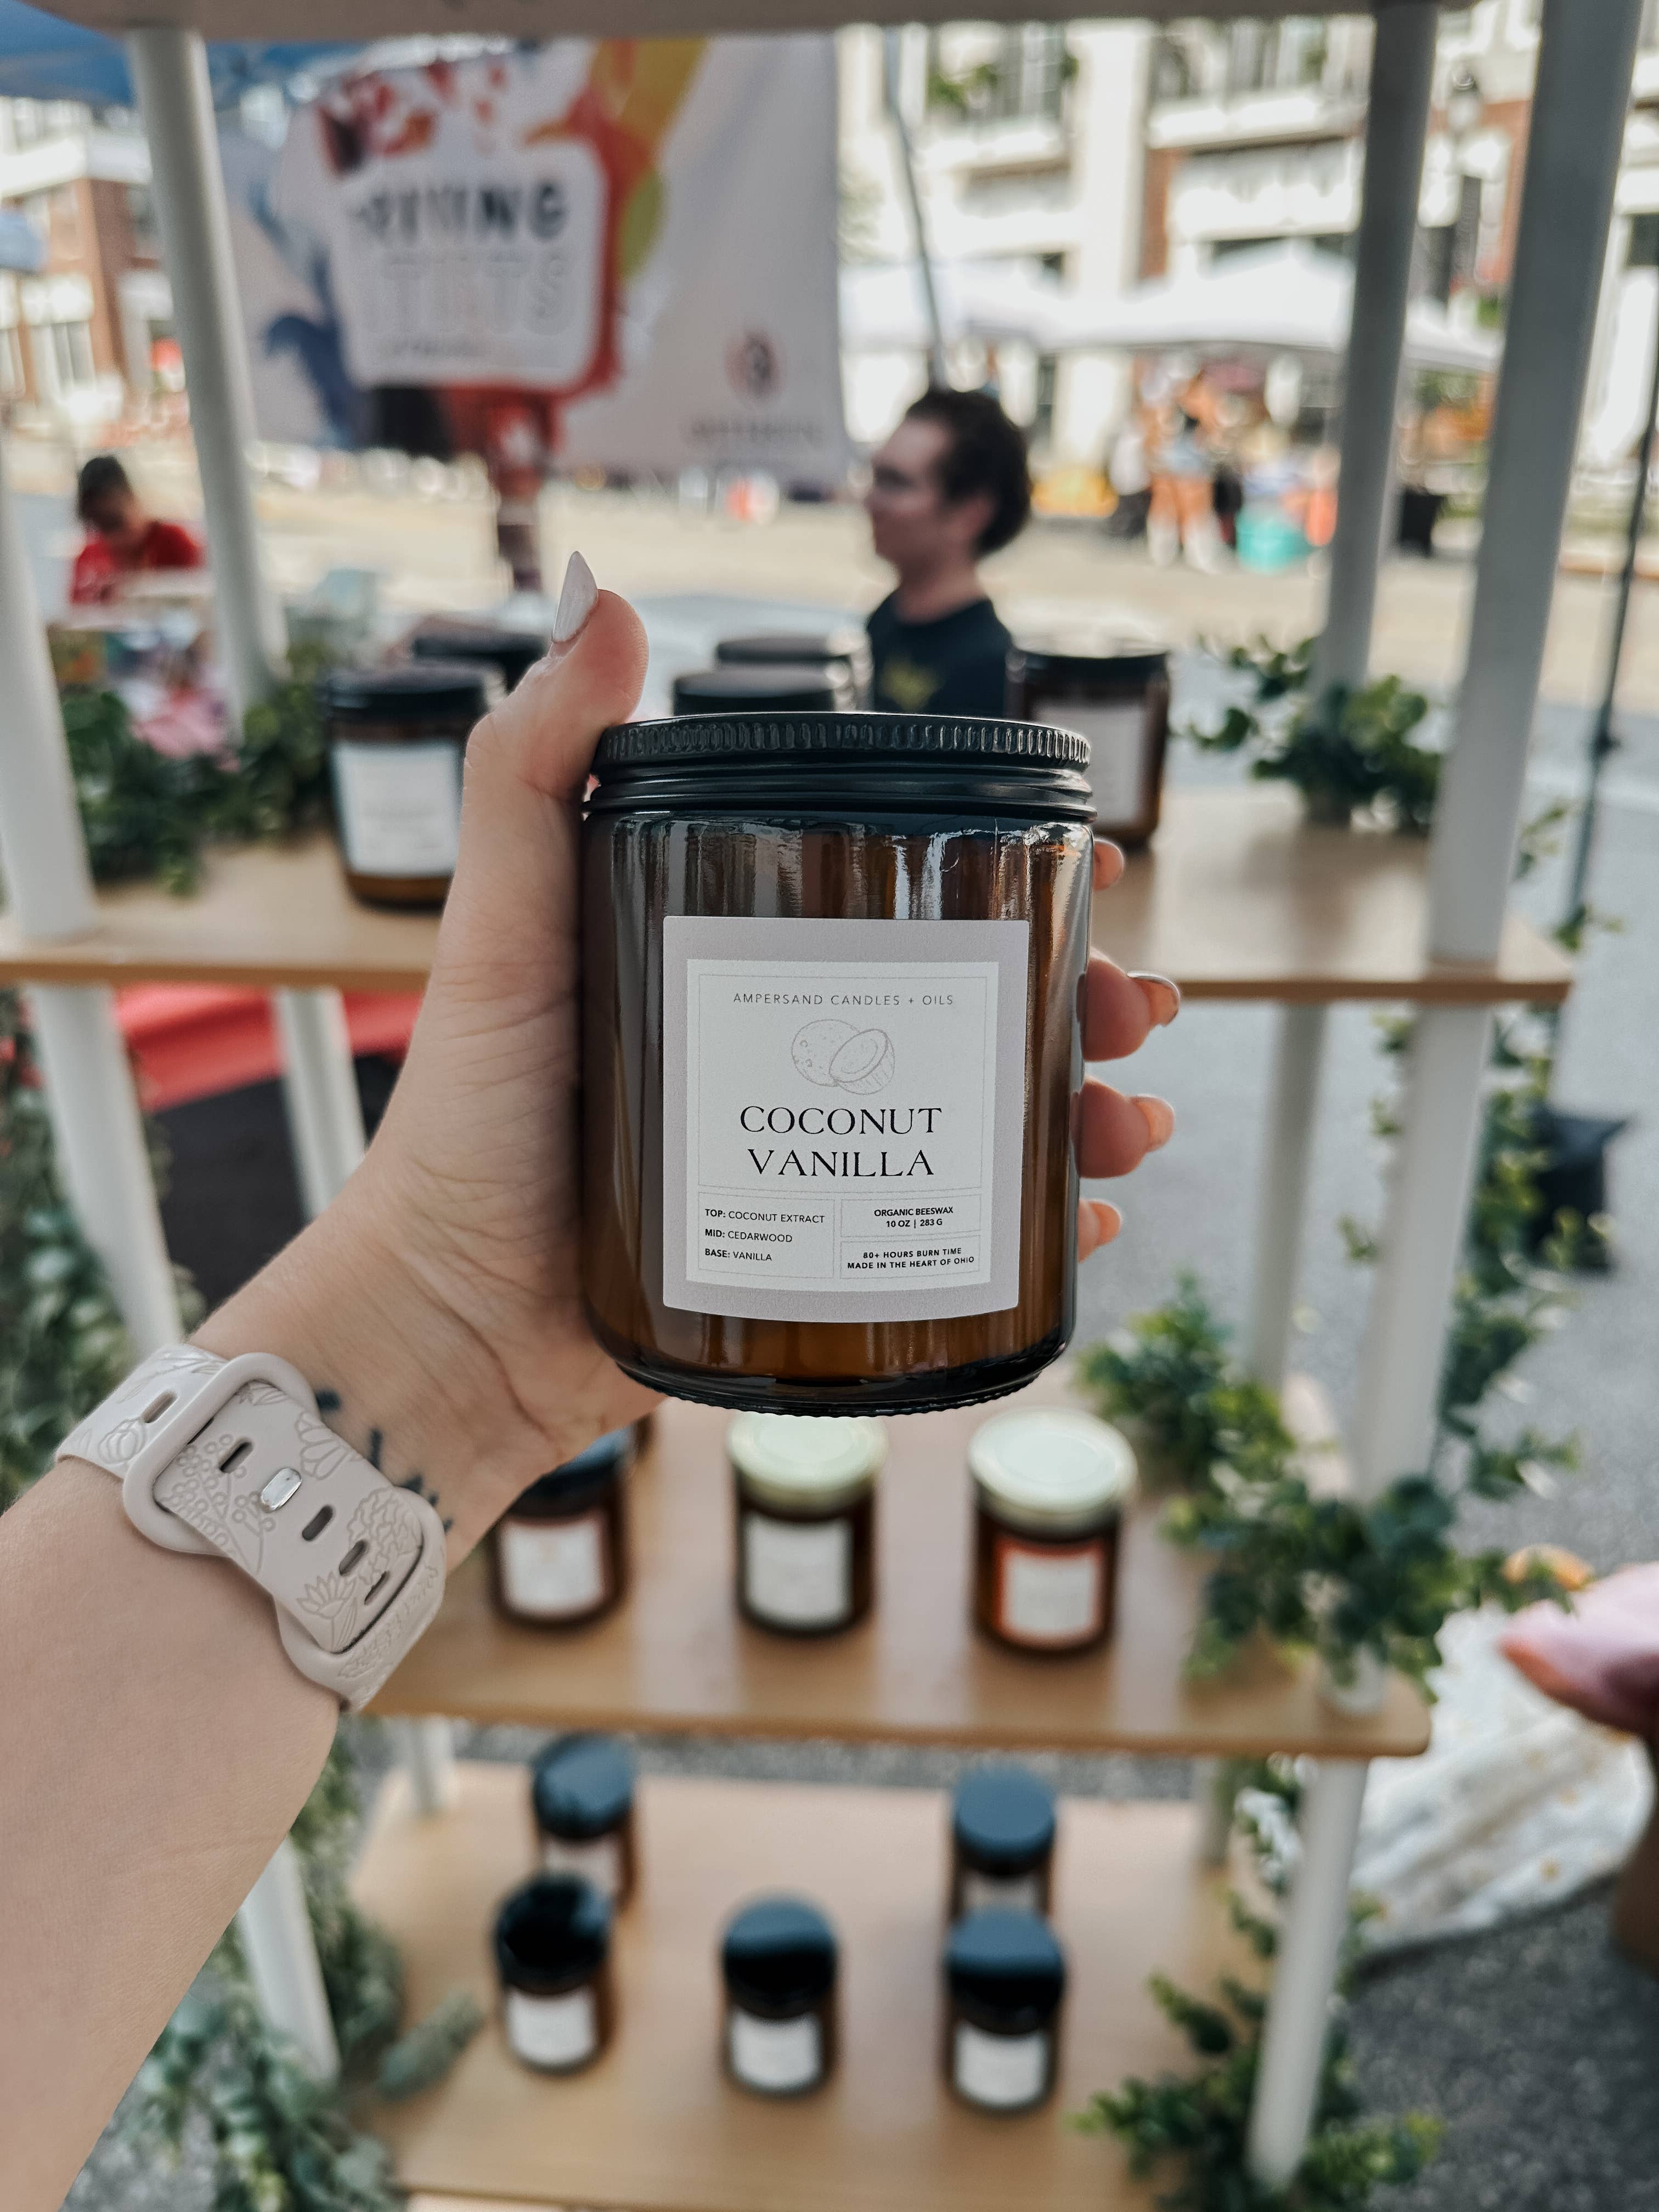 AMPERSAND CANDLES + OILS
COCONUT
VANILLA
TOP: COCONUT EXTRACT
MID: CEDARWOOD
BASE: VANILLA
ORGANIC BEESWAX
10 OZ | 283 G
80+ HOURS BURN TIME
MADE IN THE HEART OF OHIO